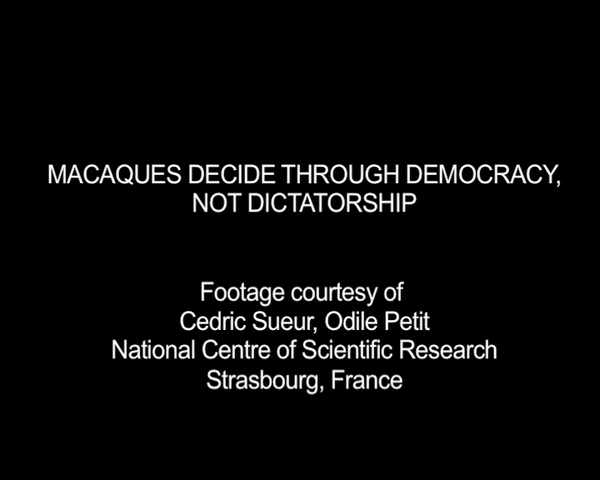 MACAQUES DECIDE THROUGH DEMOCRACY,
NOT DICTATORSHIP
Footage courtesy of
Cedric Sueur, Odile Petit
National Centre of Scientific Research
Strasbourg, France